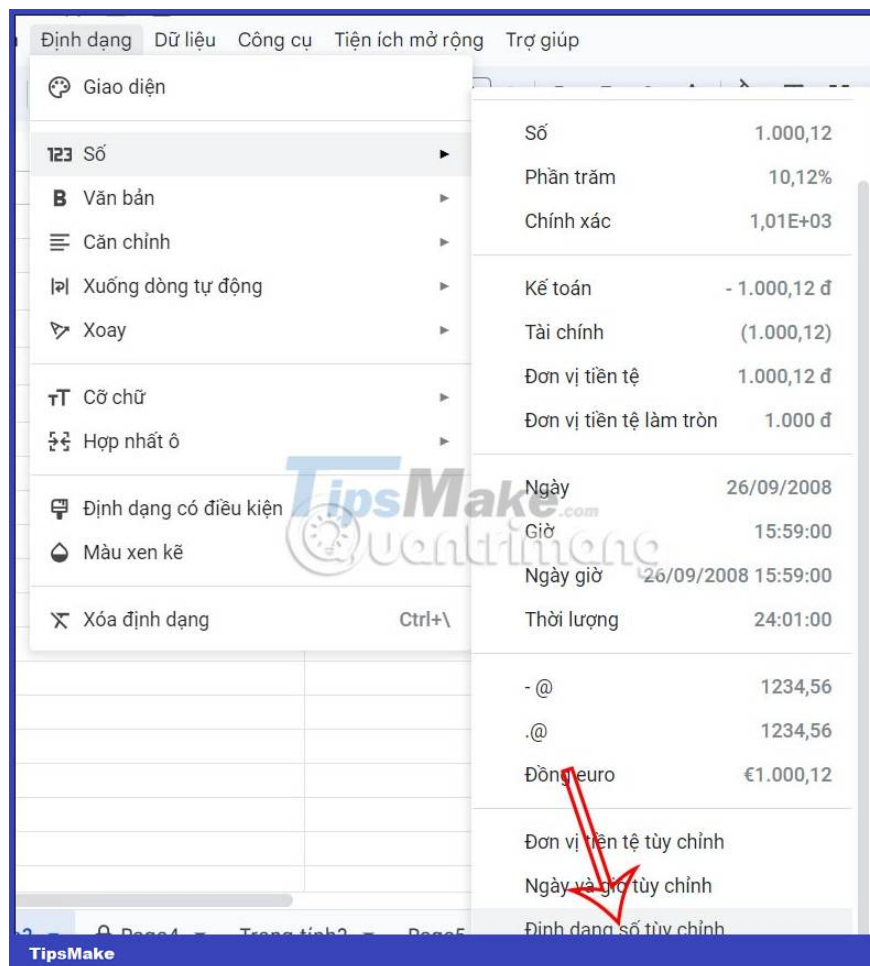 Định dạng Dữ liệu Công cụ Tiện ích mở rộng Trợ giúp
Giao diện
123 Số
B Văn bản
Căn chỉnh
Xuống dòng tự động
Xoay
Cỡ chữ
Hợp nhất ô
Định dạng có điều kiện
Màu xen kẽ
Xóa định dạng Ctrl+\
Số 1.000,12
Phần trăm 10,12%
Chính xác 1,01E+03
Kế toán - 1.000,12 đ
Tài chính (1.000,12)
Đơn vị tiền tệ 1.000,12 đ
Đơn vị tiền tệ làm tròn 1.000 đ
Ngày 26/09/2008
Giờ 15:59:00
Ngày giờ 26/09/2008 15:59:00
Thời lượng 24:01:00
- @ 1234,56
.@ 1234,56
Đồng euro €1.000,12
Đơn vị tiền tệ tùy chỉnh
Ngày và giờ tùy chỉnh
Định dạng số tùy chỉnh
TipsMake.com
Quantrimang
Page4 Trang tính2 Page5
TipsMake